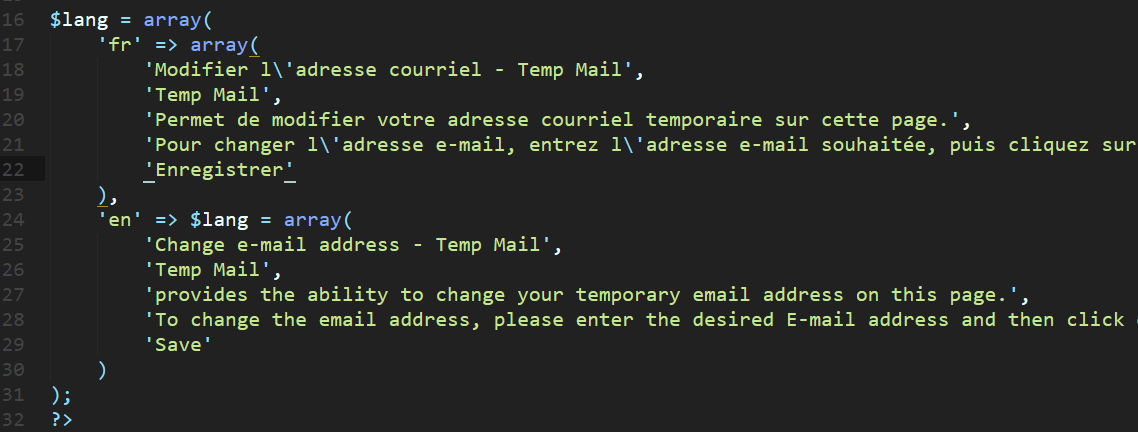 16 $lang = array(
17 'fr' => array(
18 'Modifier l\'adresse courriel - Temp Mail',
19 'Temp Mail',
20 'Permet de modifier votre adresse courriel temporaire sur cette page.',
21 'Pour changer l\'adresse e-mail, entrez l\'adresse e-mail souhaitée, puis cliquez sur
22 'Enregistrer'
23 ),
24 'en' => $lang = array(
25 'Change e-mail address - Temp Mail',
26 'Temp Mail',
27 'provides the ability to change your temporary email address on this page.',
28 'To change the email address, please enter the desired E-mail address and then click
29 'Save'
30 )
31 );
32 ?>